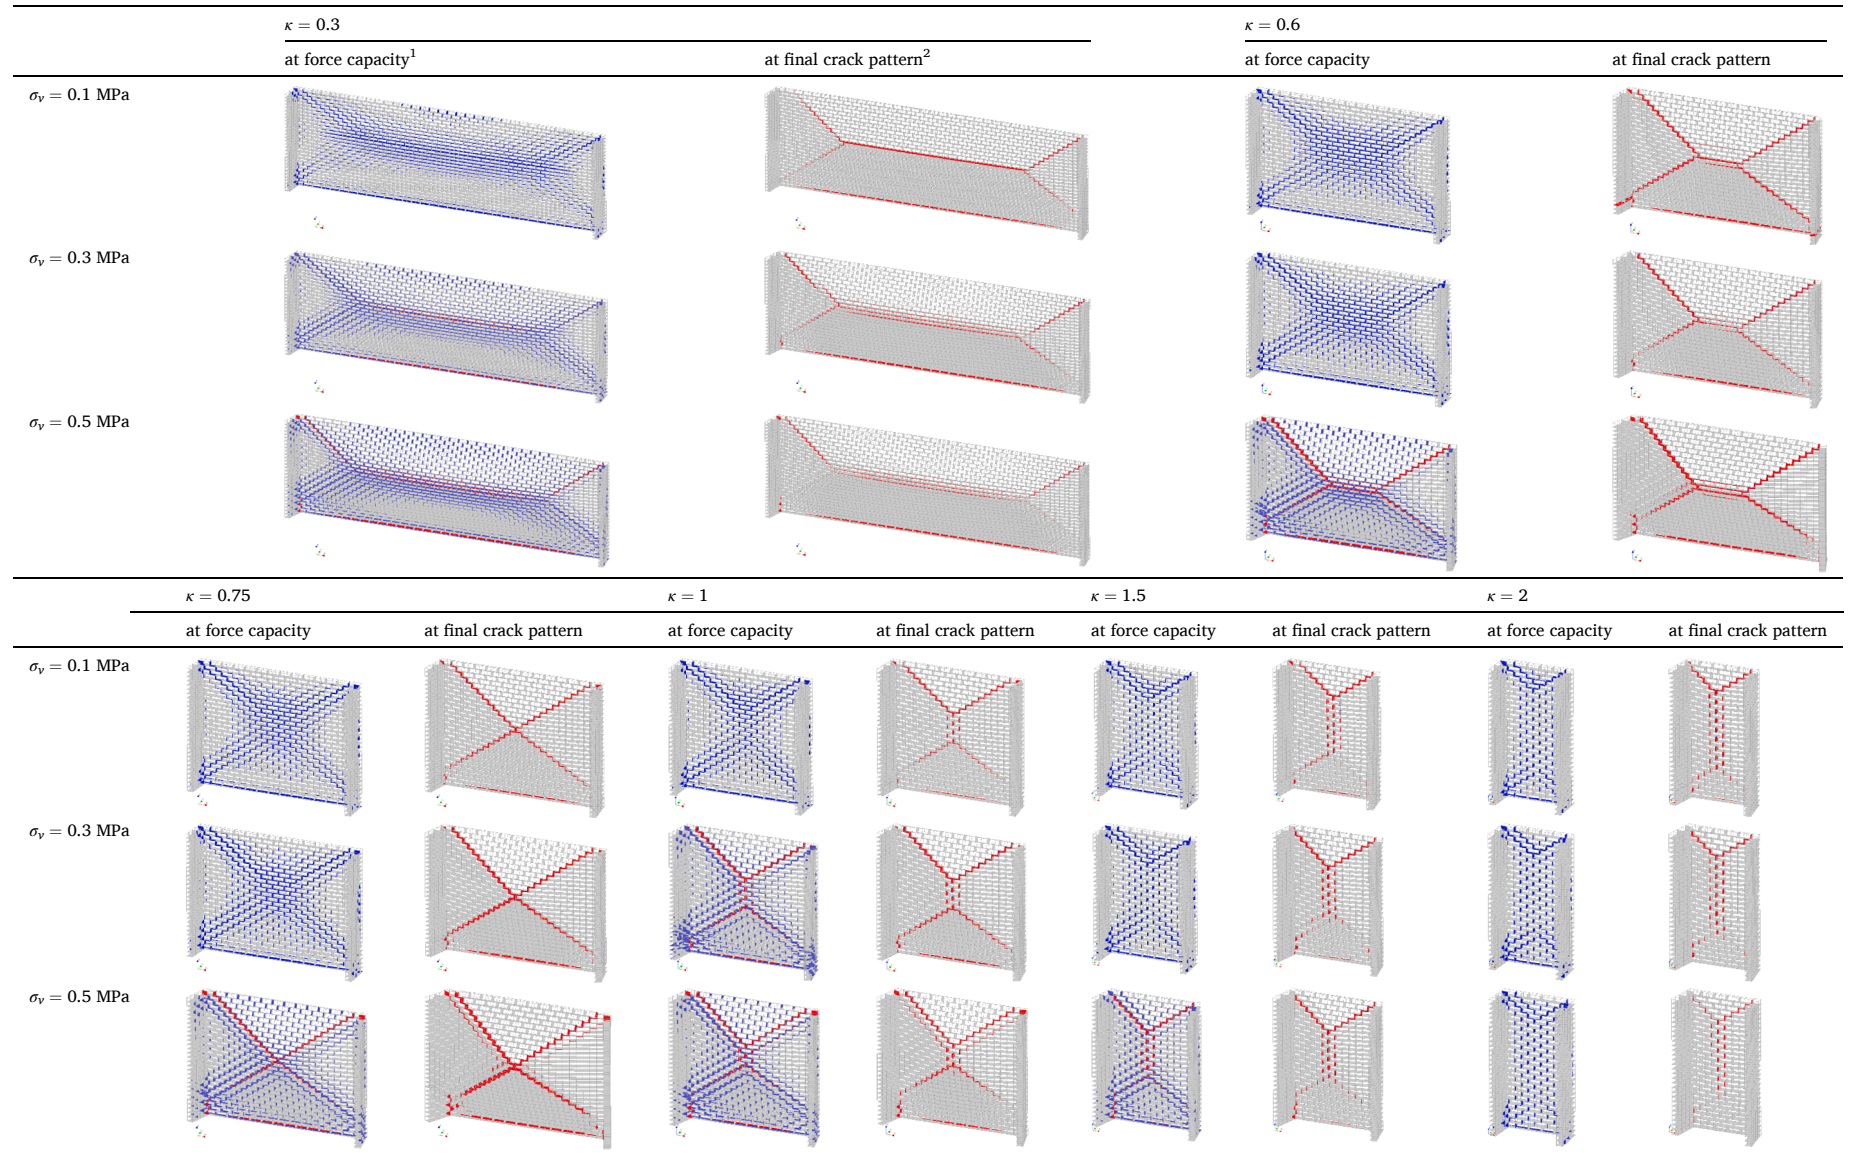 κ = 0.3 κ = 0.6
at force capacity¹ at final crack pattern² at force capacity at final crack pattern
σᵥ = 0.1 MPa
σᵥ = 0.3 MPa
σᵥ = 0.5 MPa
κ = 0.75 κ = 1 κ = 1.5 κ = 2
at force capacity at final crack pattern at force capacity at final crack pattern at force capacity at final crack pattern at force capacity at final crack pattern
σᵥ = 0.1 MPa
σᵥ = 0.3 MPa
σᵥ = 0.5 MPa